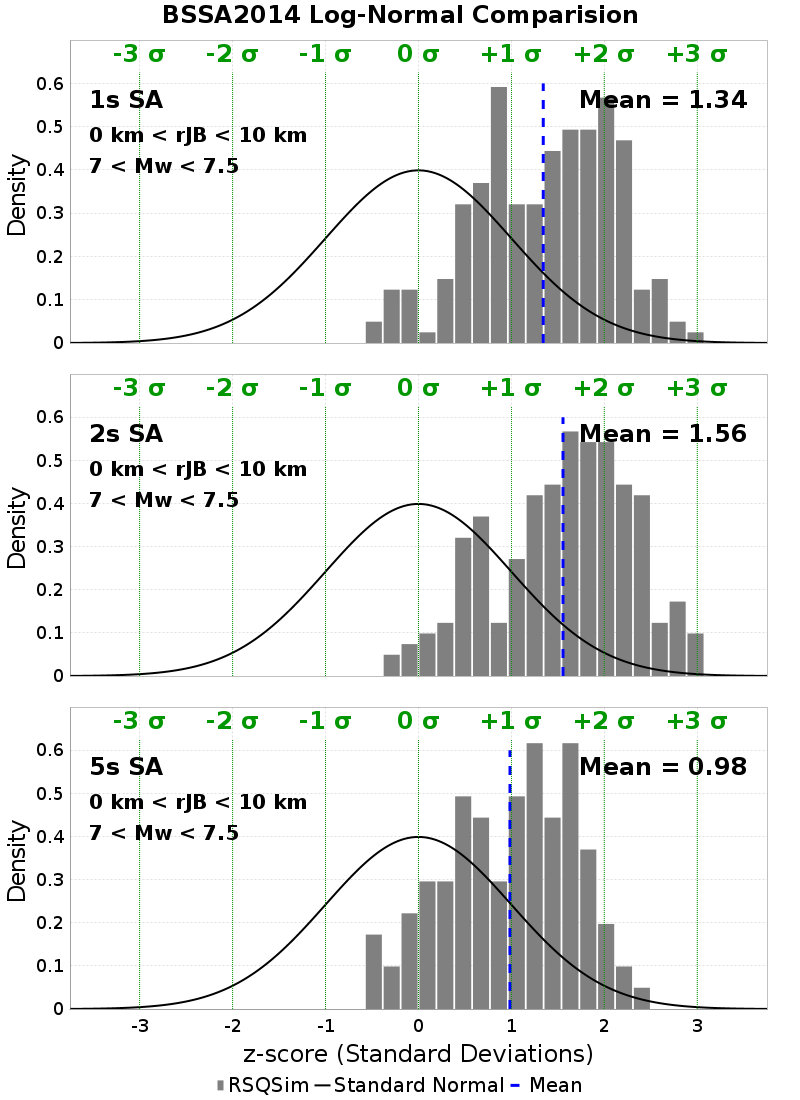 BSSA2014 Log-Normal Comparision
-3 σ -2 σ -1 σ 0 σ +1 σ +2 σ +3 σ
0.6
1s SA Mean = 1.34
0.5
0 km < rJB < 10 km
7 < Mw < 7.5
0.4
0.3
0.2
0.1
0
Density
-3 σ -2 σ -1 σ 0 σ +1 σ +2 σ +3 σ
0.6
2s SA Mean = 1.56
0.5
0 km < rJB < 10 km
7 < Mw < 7.5
0.4
0.3
0.2
0.1
0
Density
-3 σ -2 σ -1 σ 0 σ +1 σ +2 σ +3 σ
0.6
5s SA Mean = 0.98
0.5
0 km < rJB < 10 km
7 < Mw < 7.5
0.4
0.3
0.2
0.1
0
Density
-3 -2 -1 0 1 2 3
z-score (Standard Deviations)
RSQSim Standard Normal Mean